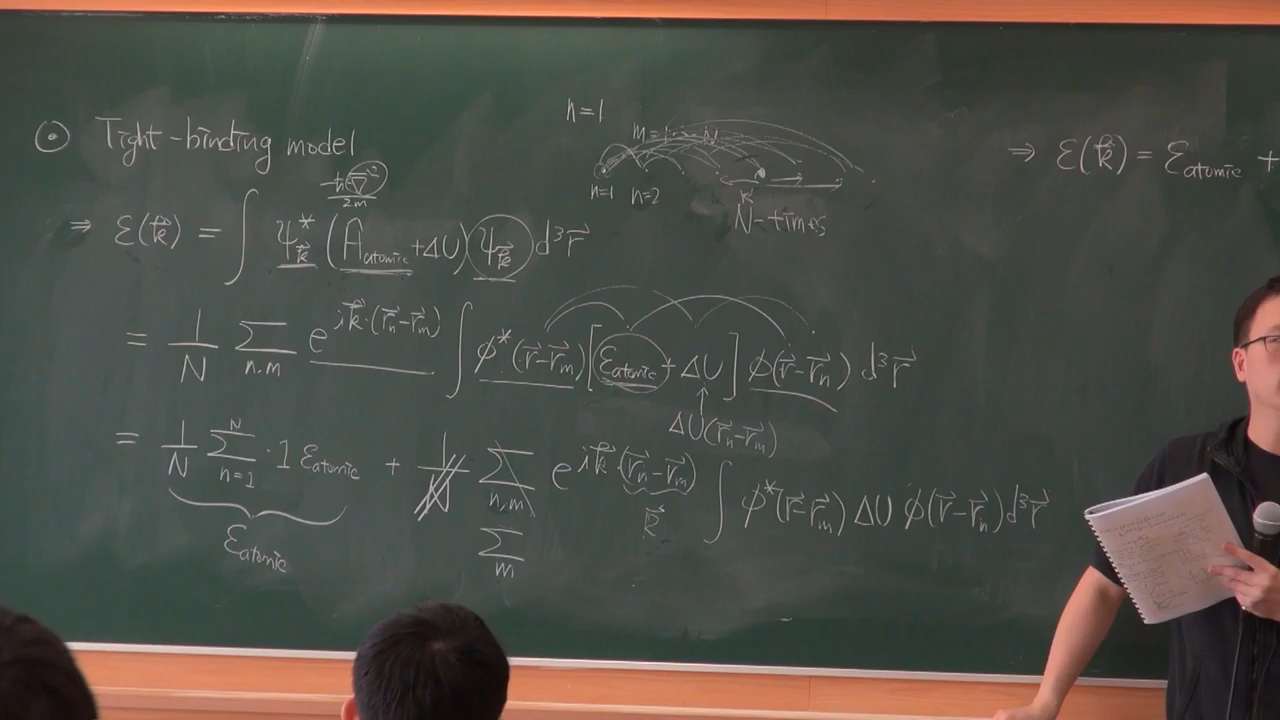 ⊙ Tight-binding model
n=1
m=1 ~ N
n=1 n=2
N-times
-ħ²∇²/2m
⇒ ε(k⃗) = ∫ ψ*_k⃗ (Ĥ_atomic + ΔU) ψ_k⃗ d³r⃗
= 1/N Σ_{n.m} e^{ik⃗·(r⃗_n-r⃗_m)} ∫ φ*(r⃗-r⃗_m) [ε_atomic + ΔU] φ(r⃗-r⃗_n) d³r⃗
↑
ΔU(r⃗_n-r⃗_m)
= 1/N Σ_{n=1}^{N} · 1 ε_atomic + 1/N Σ_{n,m} e^{ik⃗·(r⃗_n-r⃗_m)} ∫ φ*(r⃗-r⃗_m) ΔU φ(r⃗-r⃗_n) d³r⃗
ε_atomic
Σ_m
R⃗
⇒ ε(k⃗) = ε_atomic +